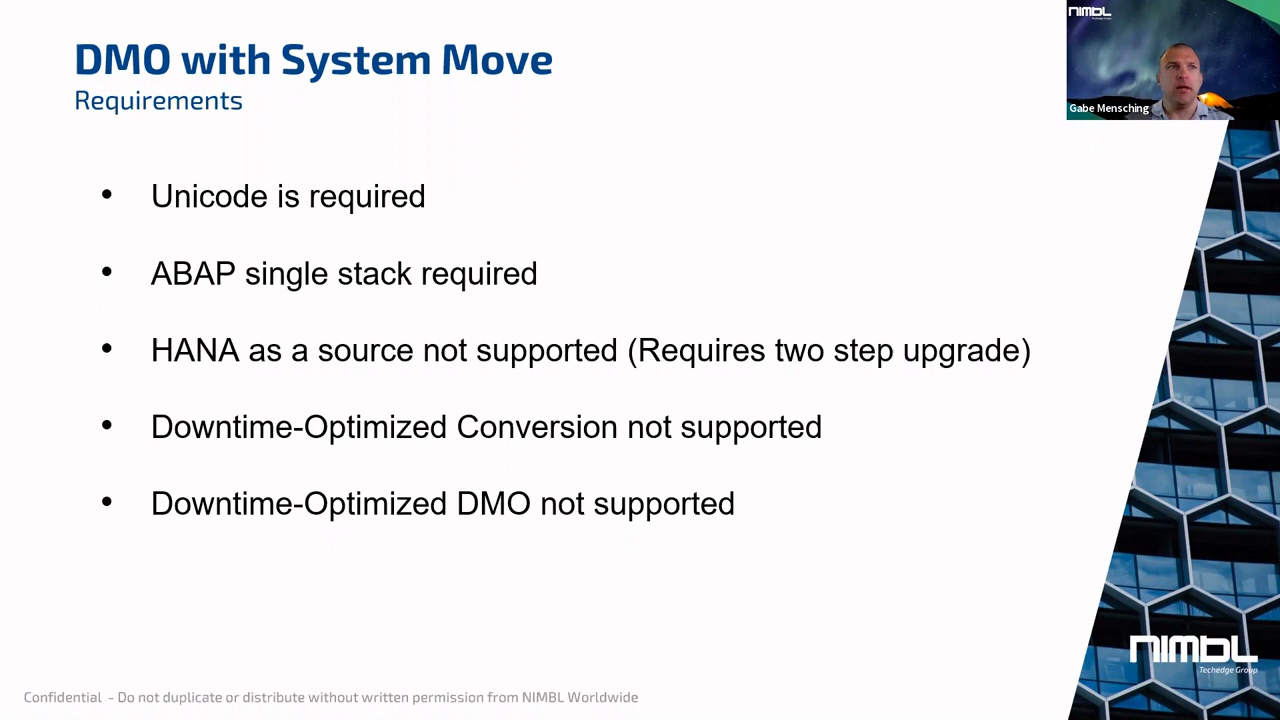 DMO with System Move
Requirements
NIMBL
Techedge Group
Gabe Mensching
• Unicode is required
• ABAP single stack required
• HANA as a source not supported (Requires two step upgrade)
• Downtime-Optimized Conversion not supported
• Downtime-Optimized DMO not supported
NIMBL
Techedge Group
Confidential - Do not duplicate or distribute without written permission from NIMBL Worldwide